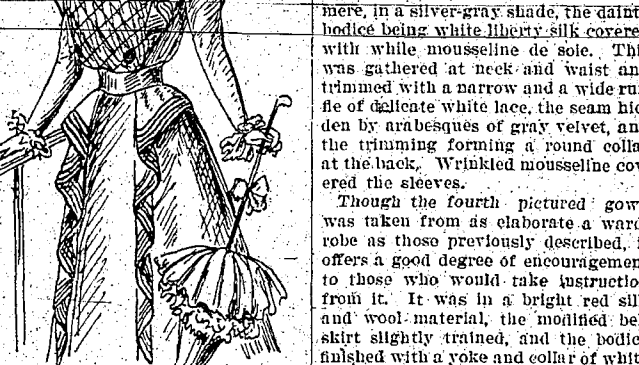 mere, in a silver-gray shade, the daint
bodice being white liberty silk covere
with while mousseline de soie. Thi
was gathered at neck and waist an
trimmed with a narrow and a wide ru
fle of delicate white lace, the seam hid
den by arabesques of gray velvet, an
the trimming forming a round colla
at the back. Wrinkled mousseline cov
ered the sleeves.
Though the fourth pictured gow
was taken from as elaborate a ward
robe as those previously described,
offers a good degree of encouragemen
to those who would take instructio
from it. It was in a bright red sil
and wool material, the modified be
skirt slightly trained, and the bodic
finished with a yoke and collar of whit